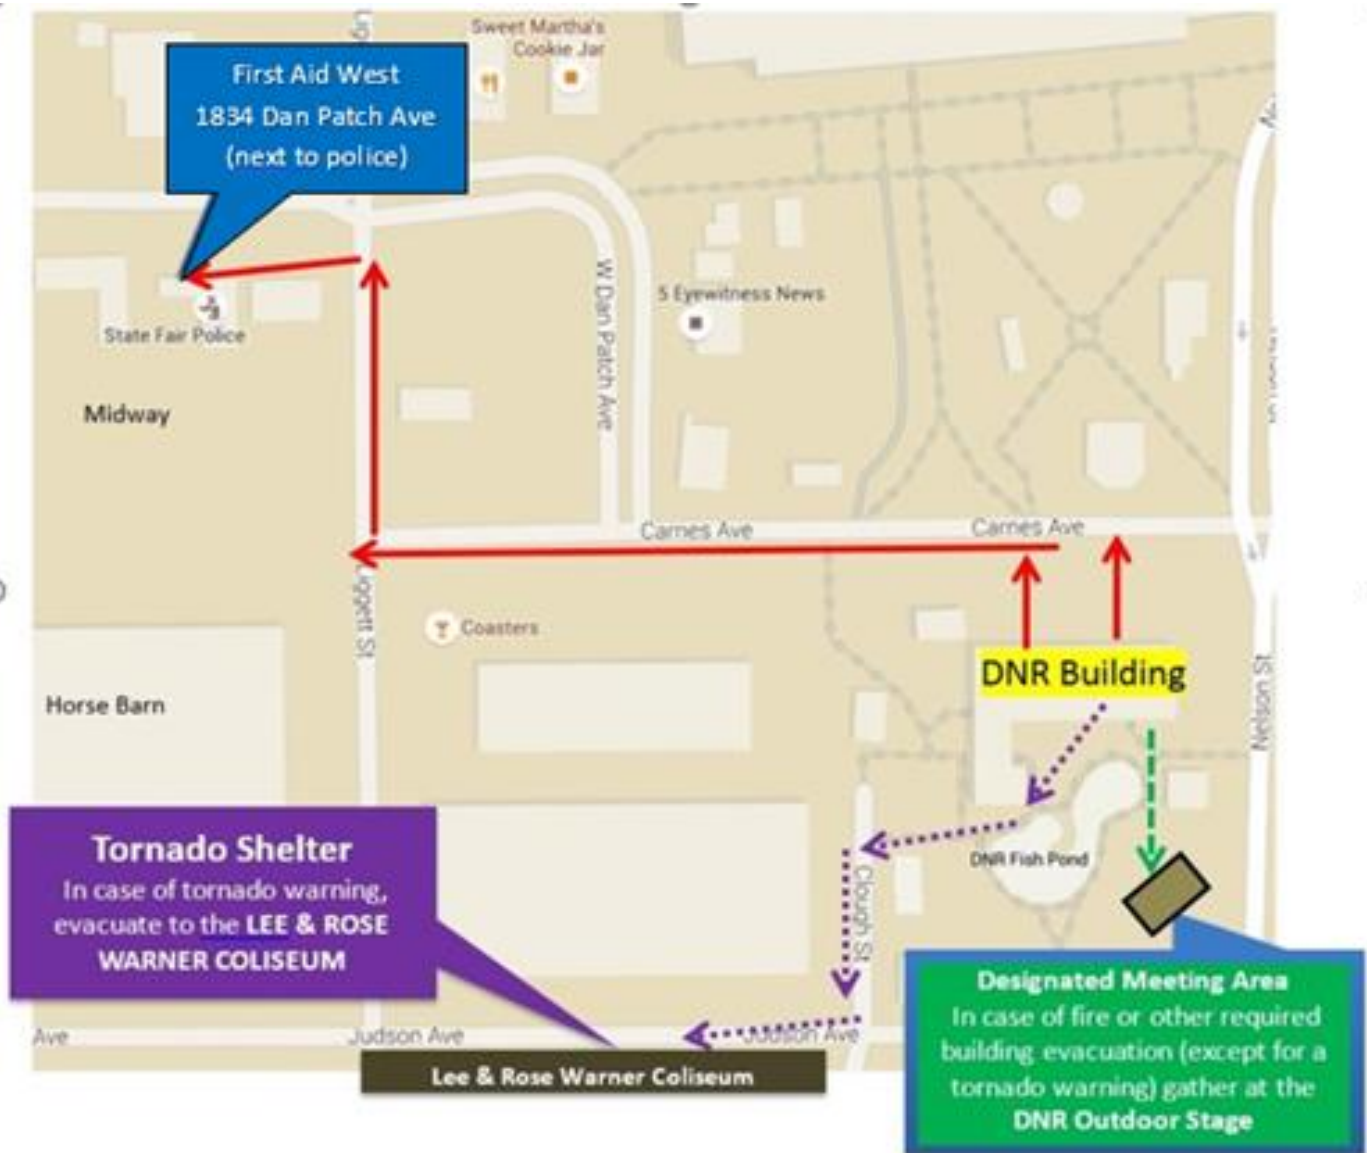 Sweet Martha's
Cookie Jar
First Aid West
1834 Dan Patch Ave
(next to police)
W Dan Patch Ave
5 Eyewitness News
State Fair Police
Midway
Carnes Ave
Carnes Ave
Liggett St
Coasters
DNR Building
Nelson St
Horse Barn
Tornado Shelter
In case of tornado warning,
evacuate to the LEE & ROSE
WARNER COLISEUM
DNR Fish Pond
Clough St
Designated Meeting Area
In case of fire or other required
building evacuation (except for a
tornado warning) gather at the
DNR Outdoor Stage
Ave
Judson Ave
Judson Ave
Lee & Rose Warner Coliseum